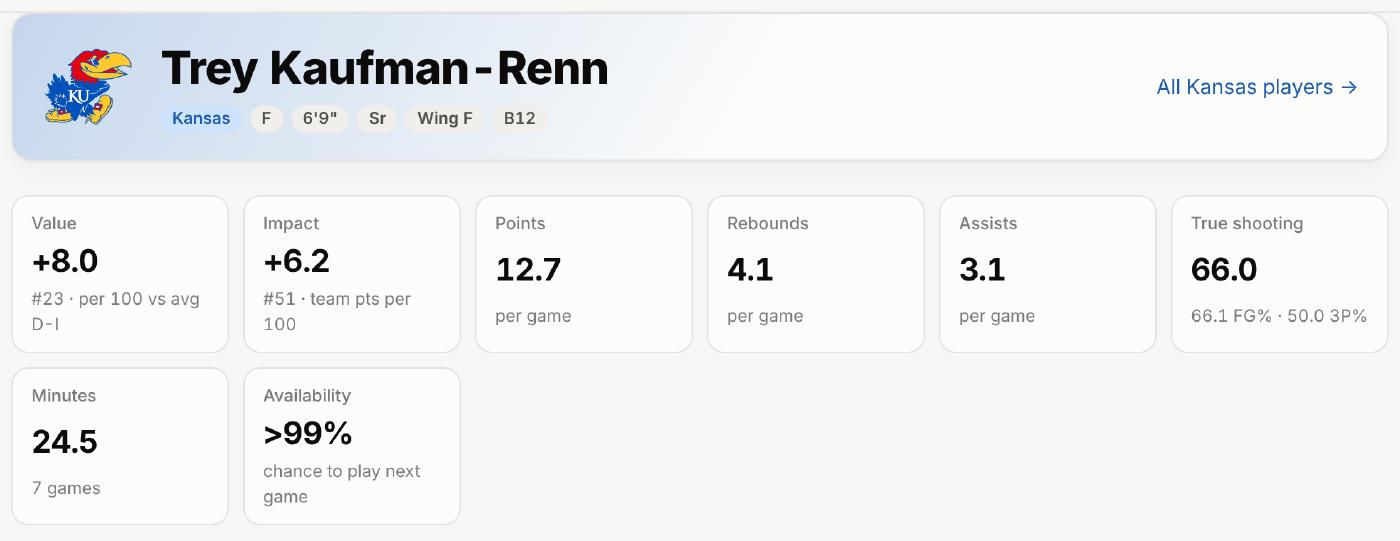 KU
Trey Kaufman-Renn
Kansas F 6'9" Sr Wing F B12
All Kansas players →
Value
+8.0
#23 · per 100 vs avg
D-I
Impact
+6.2
#51 · team pts per
100
Points
12.7
per game
Rebounds
4.1
per game
Assists
3.1
per game
True shooting
66.0
66.1 FG% · 50.0 3P%
Minutes
24.5
7 games
Availability
>99%
chance to play next
game